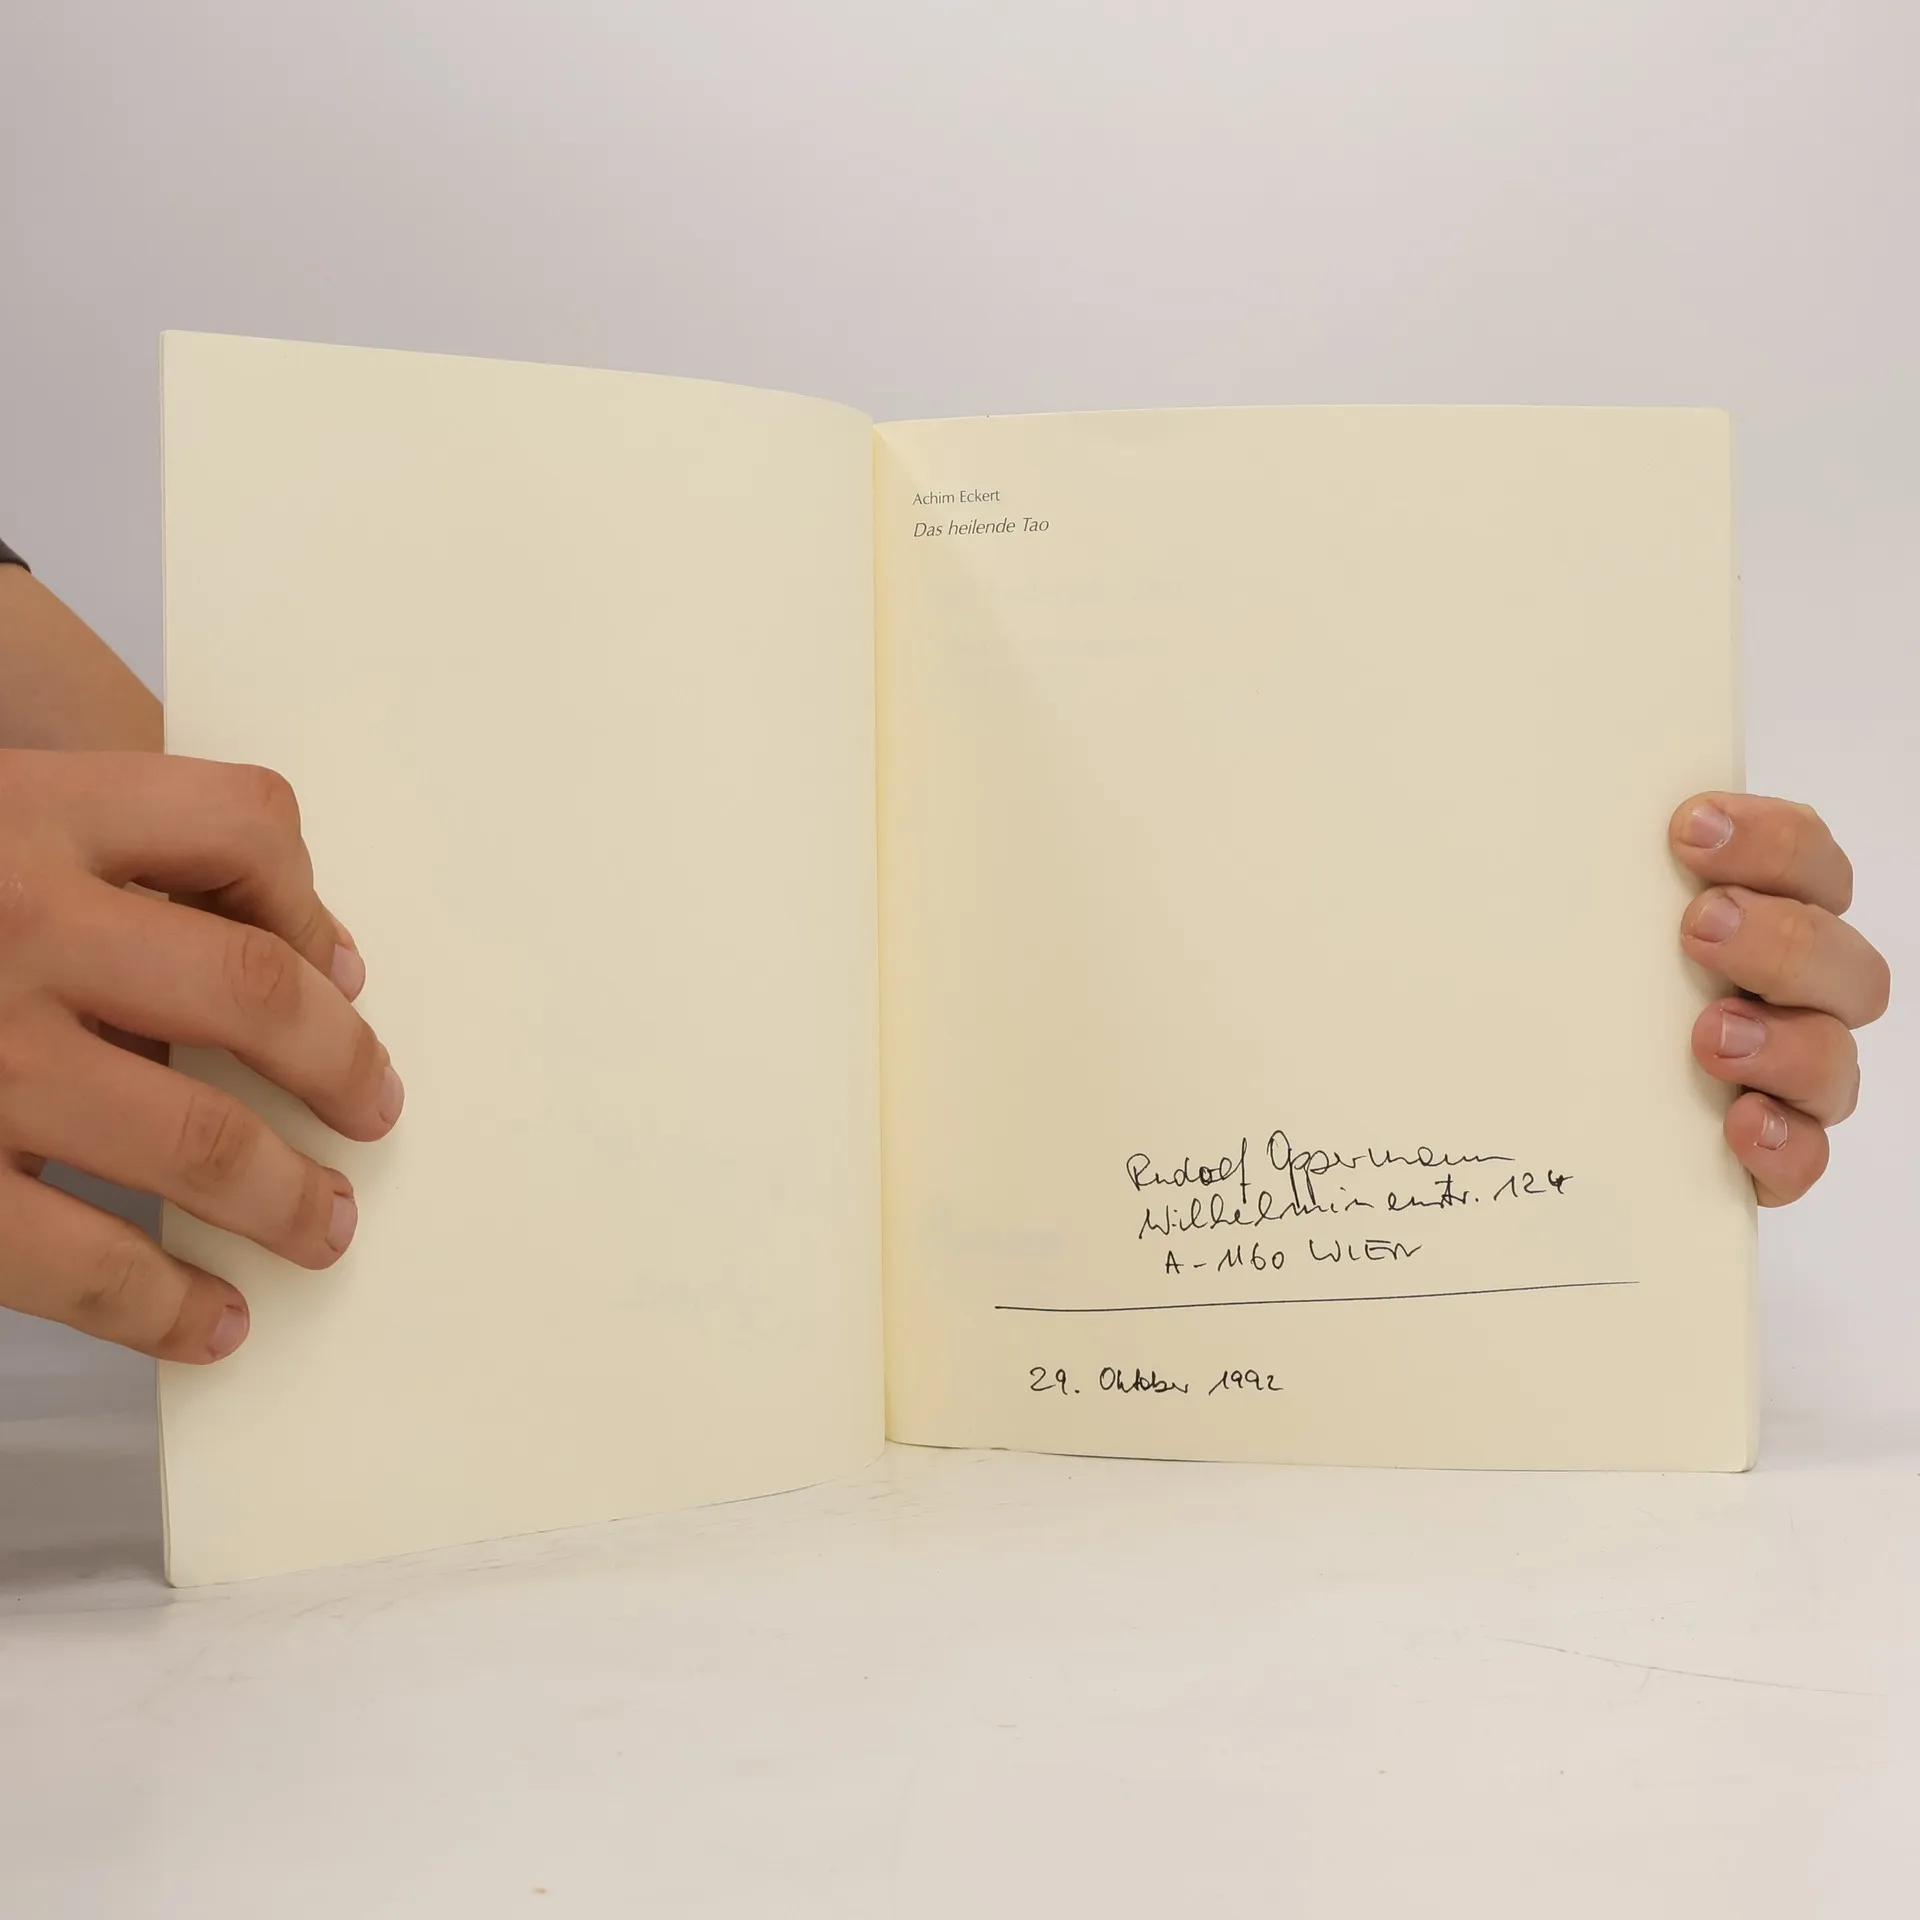 Achim Eckert
Das heilende Tao
Rudolf Oppermann
Wilhelminenstr. 124
A-1160 WIEN
29. Oktober 1992